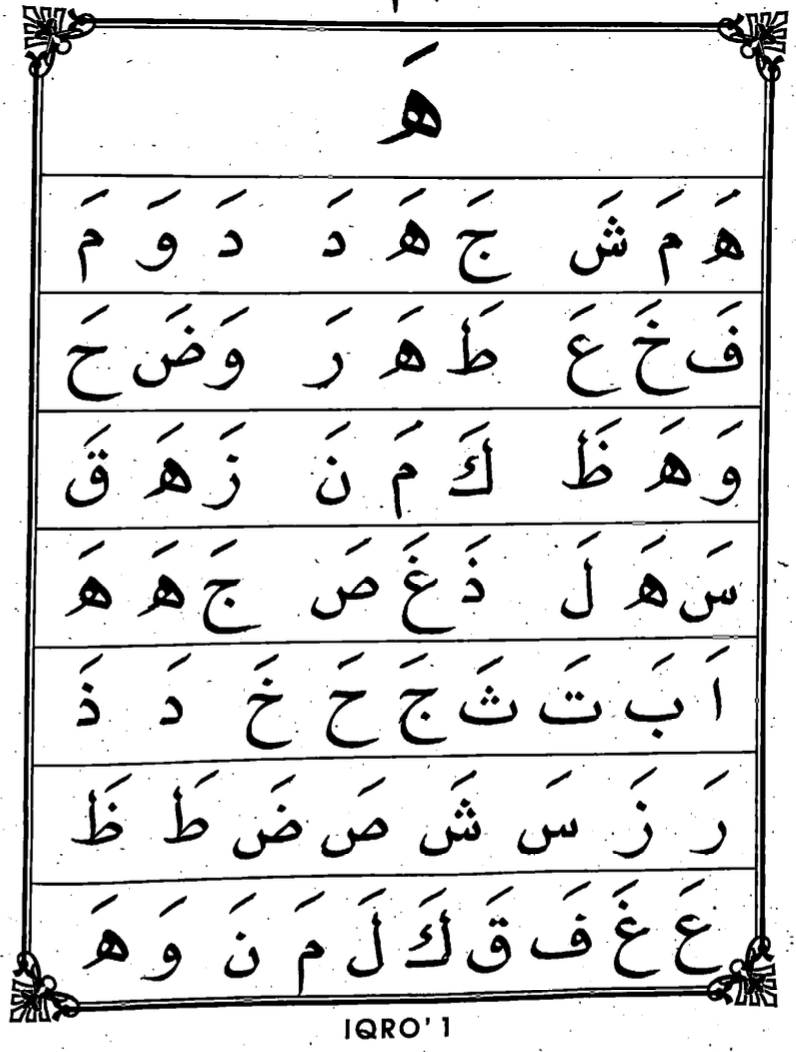 هَ
هَ مَ شَ جَ هَ دَ دَ وَ مَ
فَ خَ عَ طَ هَ رَ وَ ضَ حَ
وَ هَ ظَ كَ مَ نَ زَ هَ قَ
سَ هَ لَ ذَ غَ صَ جَ هَ هَ
اَ بَ تَ ثَ جَ حَ خَ دَ ذَ
رَ زَ سَ شَ صَ ضَ طَ ظَ
عَ غَ فَ قَ كَ لَ مَ نَ وَ هَ
IQRO' 1